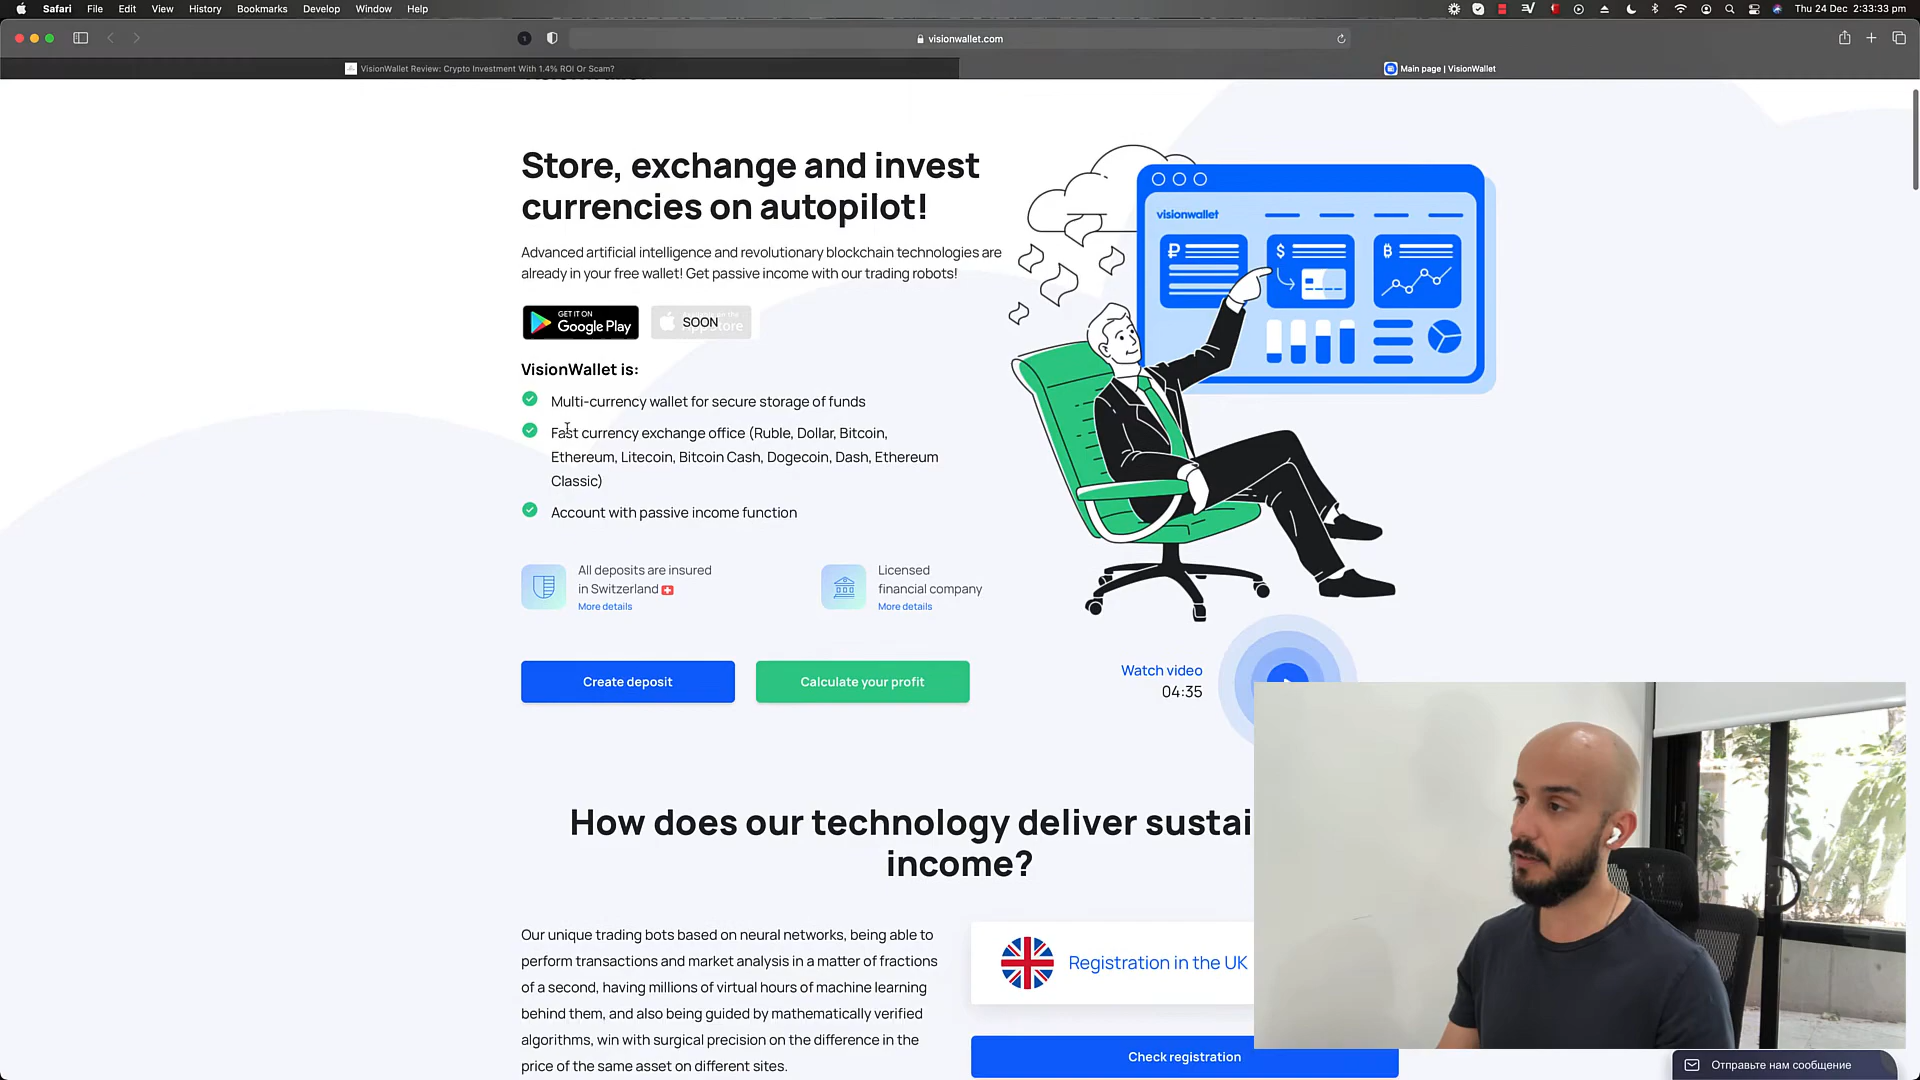 Safari File Edit View History Bookmarks Develop Window Help
Thu 24 Dec 2:33:33 pm
visionwallet.com
VisionWallet Review: Crypto Investment With 1.4% ROI Or Scam?
Main page | VisionWallet
Store, exchange and invest
currencies on autopilot!
Advanced artificial intelligence and revolutionary blockchain technologies are
already in your free wallet! Get passive income with our trading robots!
GET IT ON
Google Play
SOON
visionwallet
VisionWallet is:
Multi-currency wallet for secure storage of funds
Fast currency exchange office (Ruble, Dollar, Bitcoin,
Ethereum, Litecoin, Bitcoin Cash, Dogecoin, Dash, Ethereum
Classic)
Account with passive income function
All deposits are insured
in Switzerland
More details
Licensed
financial company
More details
Create deposit
Calculate your profit
Watch video
04:35
How does our technology deliver sustai
income?
Our unique trading bots based on neural networks, being able to
perform transactions and market analysis in a matter of fractions
of a second, having millions of virtual hours of machine learning
behind them, and also being guided by mathematically verified
algorithms, win with surgical precision on the difference in the
price of the same asset on different sites.
Registration in the UK
Check registration
Отправьте нам сообщение